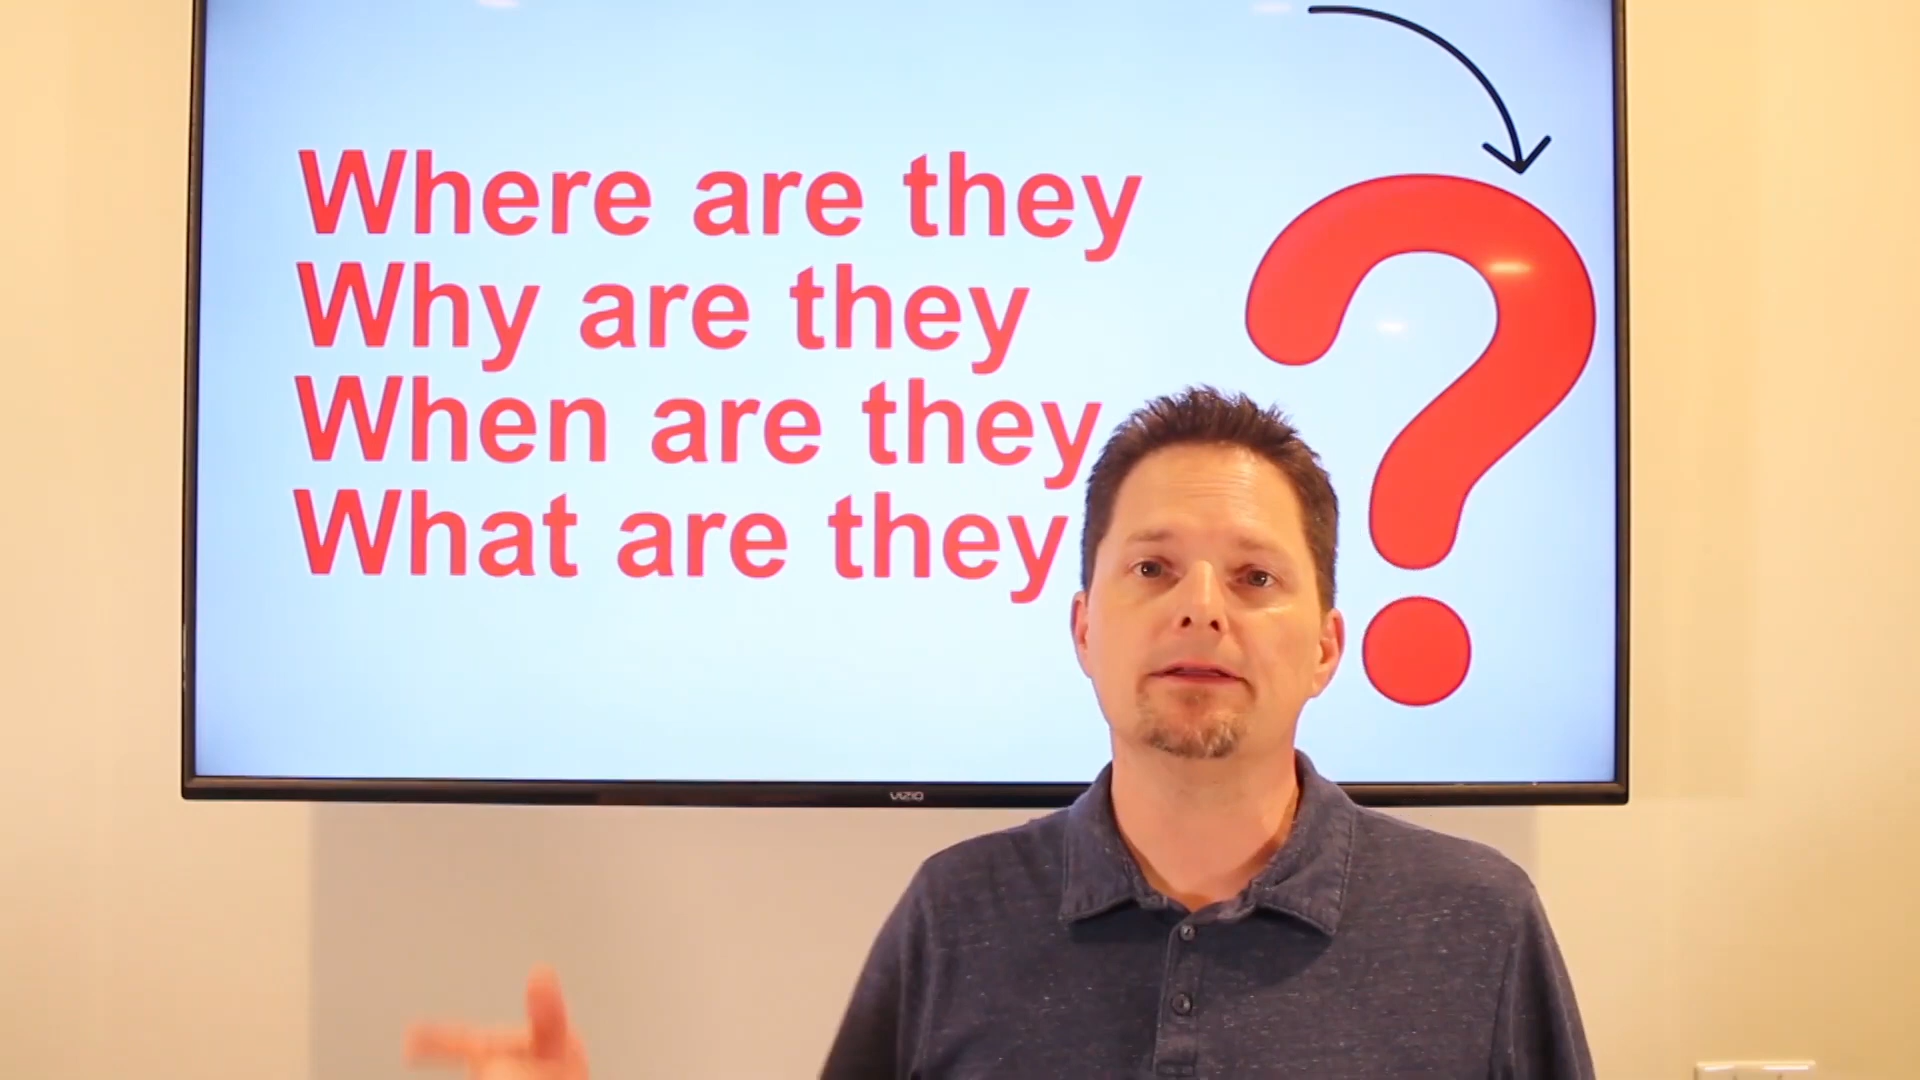 Where are they
Why are they
When are they
What are they
?
VIZIO